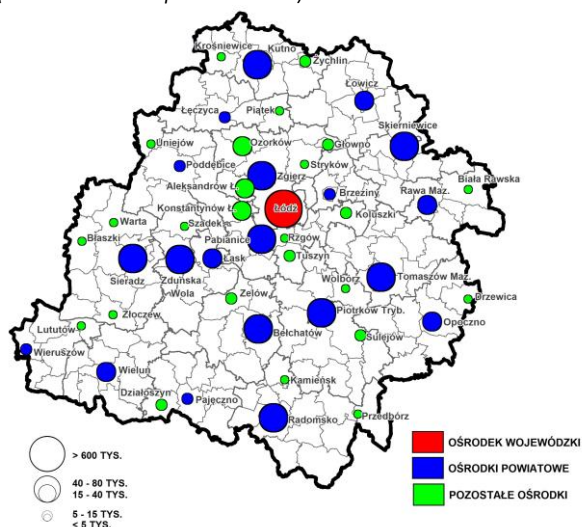 Krośniewice
Kutno
Żychlin
Łęczyca
Piątek
Łowicz
Skierniewice
Uniejów
Ozorków
Głowno
Poddębice
Zgierz
Stryków
Aleksandrów Ł.
Brzeziny
Rawa Maz.
Biała Rawska
Konstantynów Ł.
Łódź
Koluszki
Warta
Szadek
Błaszki
Pabianice
Rzgów
Tuszyn
Łask
Sieradz
Zduńska
Wola
Wolbórz
Tomaszów Maz.
Drzewica
Złoczew
Zelów
Lututów
Bełchatów
Piotrków Tryb.
Sulejów
Opoczno
Wieruszów
Wieluń
Działoszyn
Pajęczno
Kamieńsk
Radomsko
Przedbórz
> 600 TYS.
40 - 80 TYS.
15 - 40 TYS.
5 - 15 TYS.
< 5 TYS.
OŚRODEK WOJEWÓDZKI
OŚRODKI POWIATOWE
POZOSTAŁE OŚRODKI